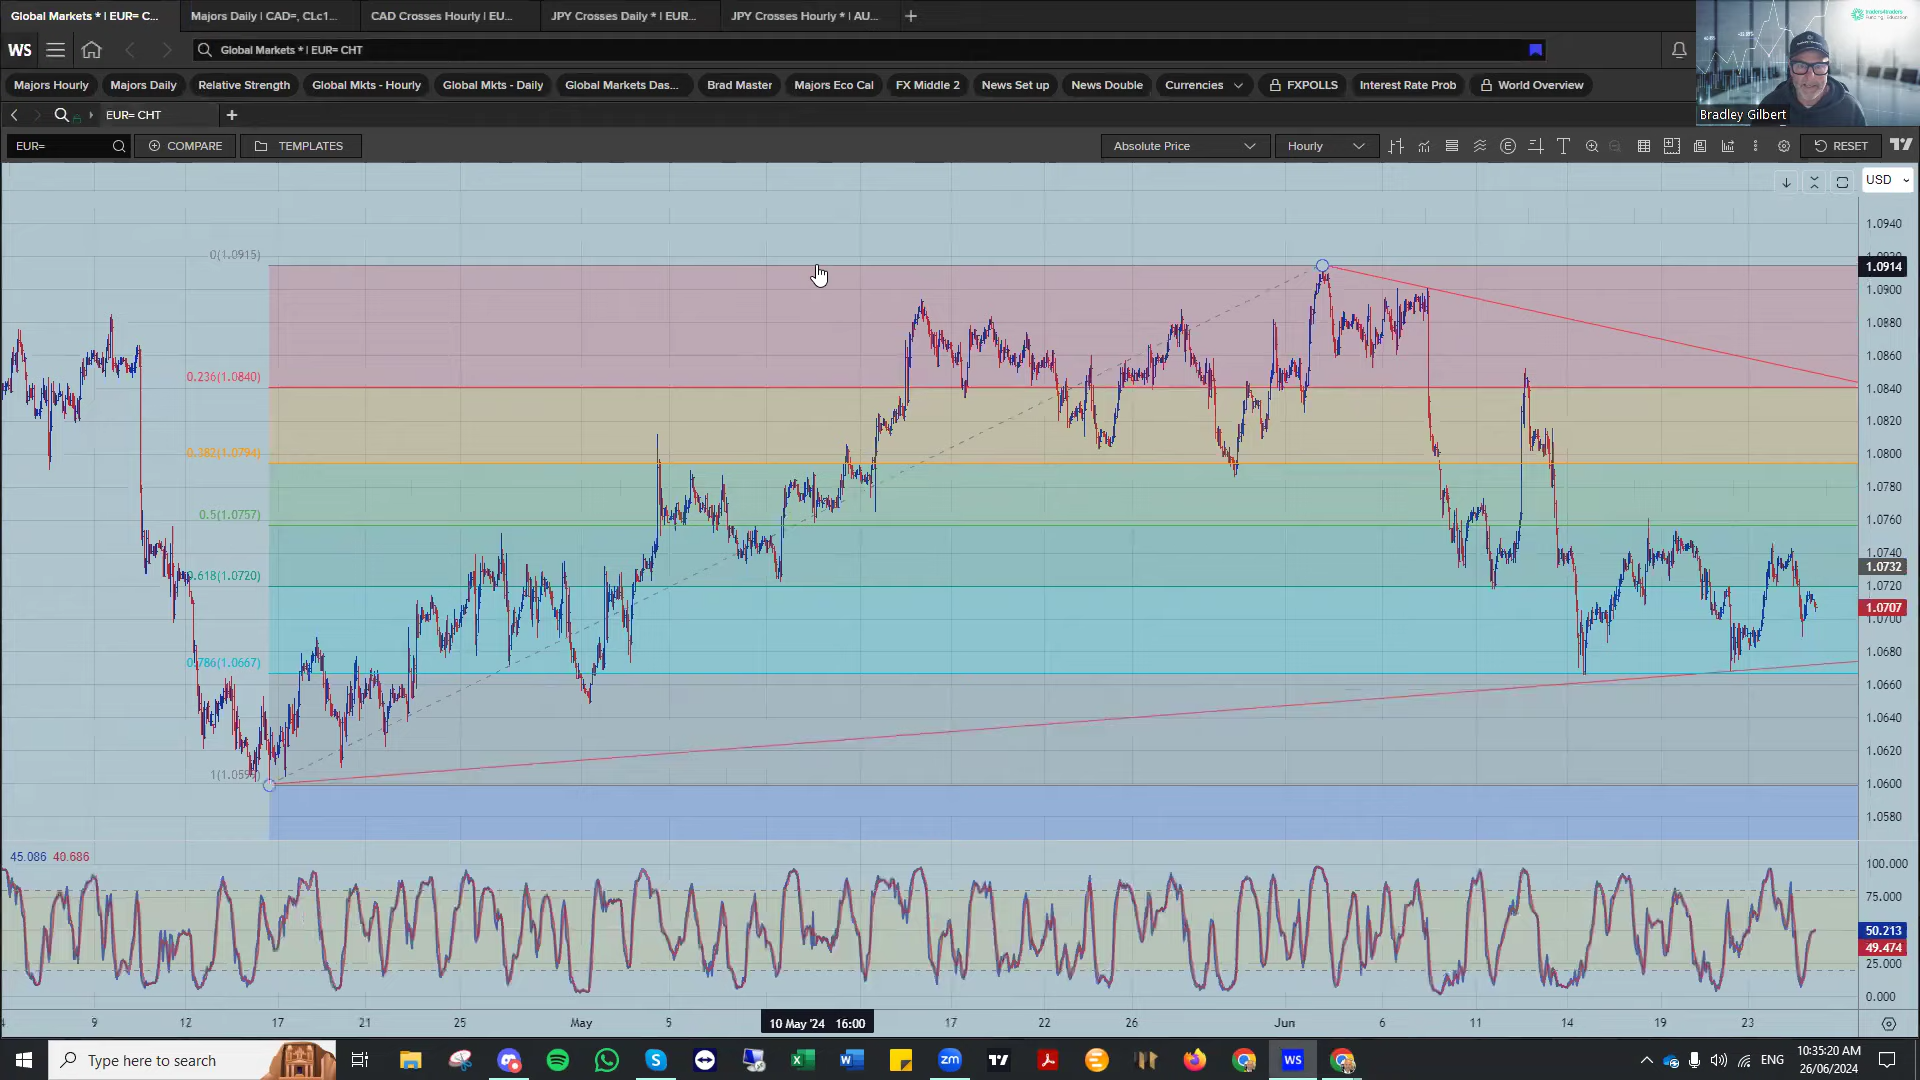 Global Markets * | EUR= C...
Majors Daily | CAD=, CLc1...
CAD Crosses Hourly | EU...
JPY Crosses Daily * | EUR...
JPY Crosses Hourly * | AU...
traders4traders
WS
Global Markets * | EUR= CHT
Majors Hourly
Majors Daily
Relative Strength
Global Mkts - Hourly
Global Mkts - Daily
Global Markets Das...
Brad Master
Majors Eco Cal
FX Middle 2
News Set up
News Double
Currencies
FXPOLLS
Interest Rate Prob
World Overview
Bradley Gilbert
EUR= CHT
EUR=
COMPARE
TEMPLATES
Absolute Price
Hourly
RESET
USD
0(1.0915)
0.236(1.0840)
0.382(1.0794)
0.5(1.0757)
0.618(1.0720)
0.786(1.0667)
1.0940
1.0914
1.0900
1.0880
1.0860
1.0840
1.0820
1.0800
1.0780
1.0760
1.0740
1.0732
1.0720
1.0707
1.0700
1.0680
1.0660
1.0640
1.0620
1.0600
1.0580
45.086 40.686
100.000
75.000
50.213
49.474
25.000
0.000
9
12
17
21
25
May
5
10 May '24 16:00
17
22
26
Jun
6
11
14
19
23
Type here to search
zm
WS
ENG
10:35:20 AM
26/06/2024